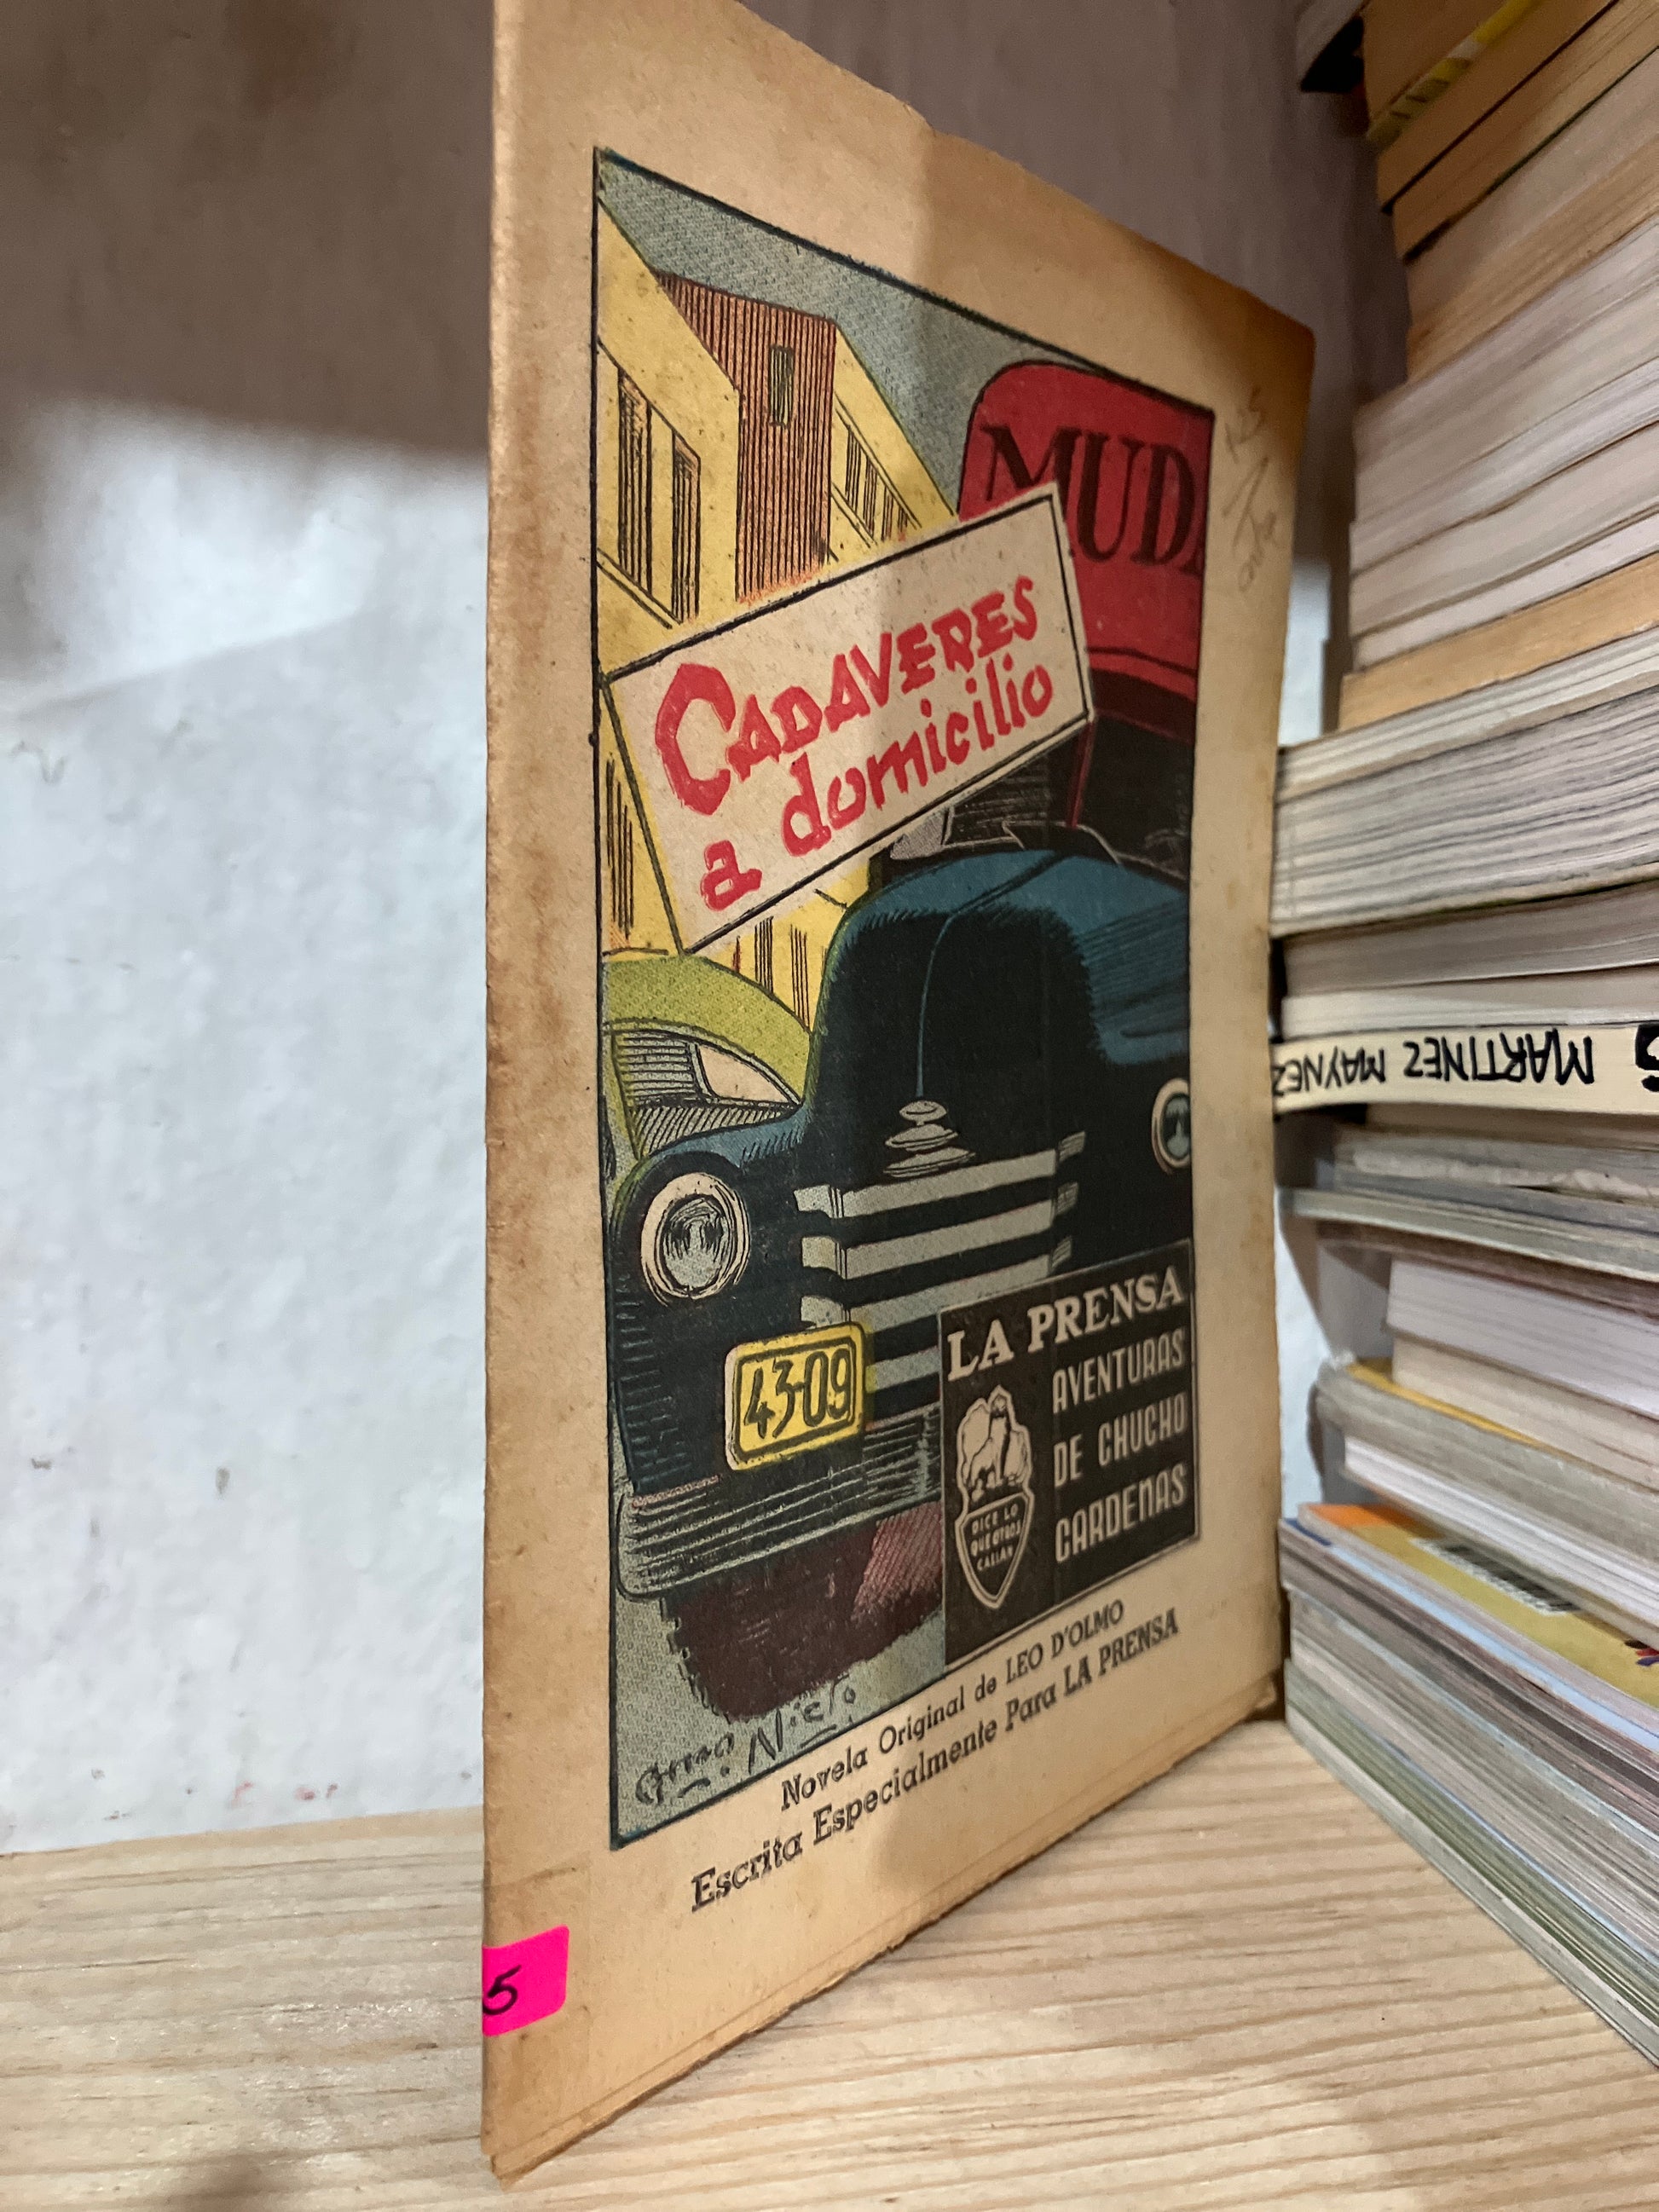 MUD
CADAVERES
a domicilio
43-09
LA PRENSA
AVENTURAS
DE CHUCHO
CARDENAS
DICE LO
QUE OTROS
CALLAN
Novela Original de LEO D'OLMO
Escrita Especialmente Para LA PRENSA
5
MARTINEZ MAYNEZ